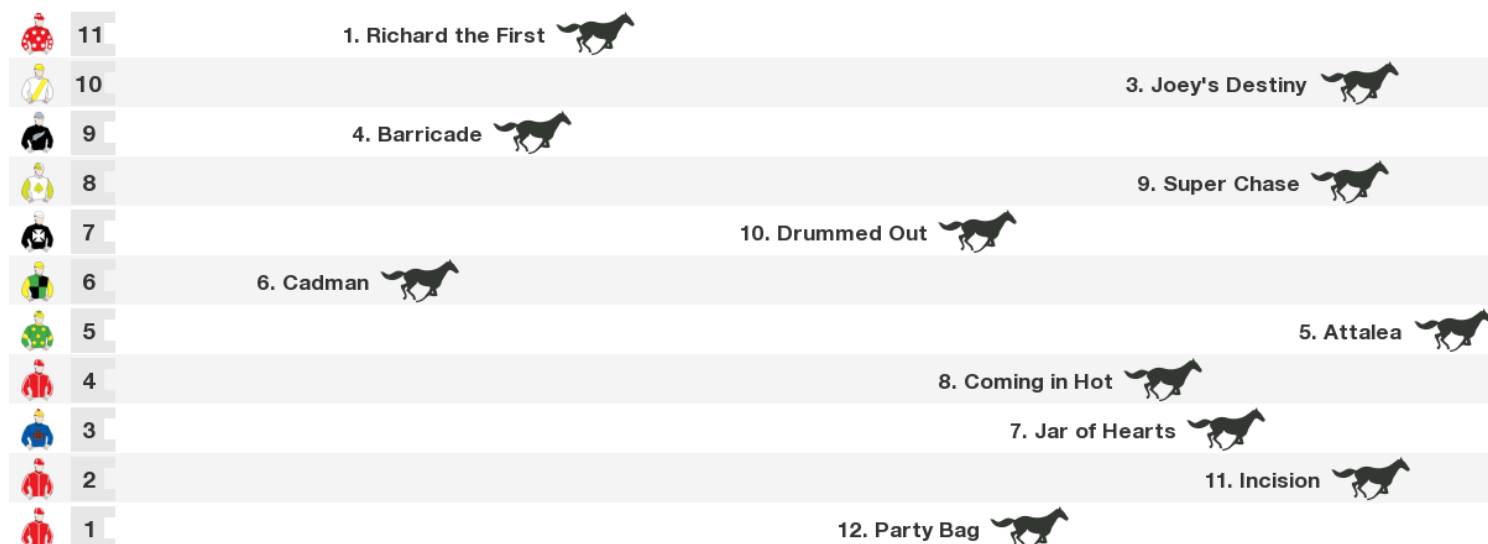 11 1. Richard the First
10 3. Joey's Destiny
9 4. Barricade
8 9. Super Chase
7 10. Drummed Out
6 6. Cadman
5 5. Attalea
4 8. Coming in Hot
3 7. Jar of Hearts
2 11. Incision
1 12. Party Bag